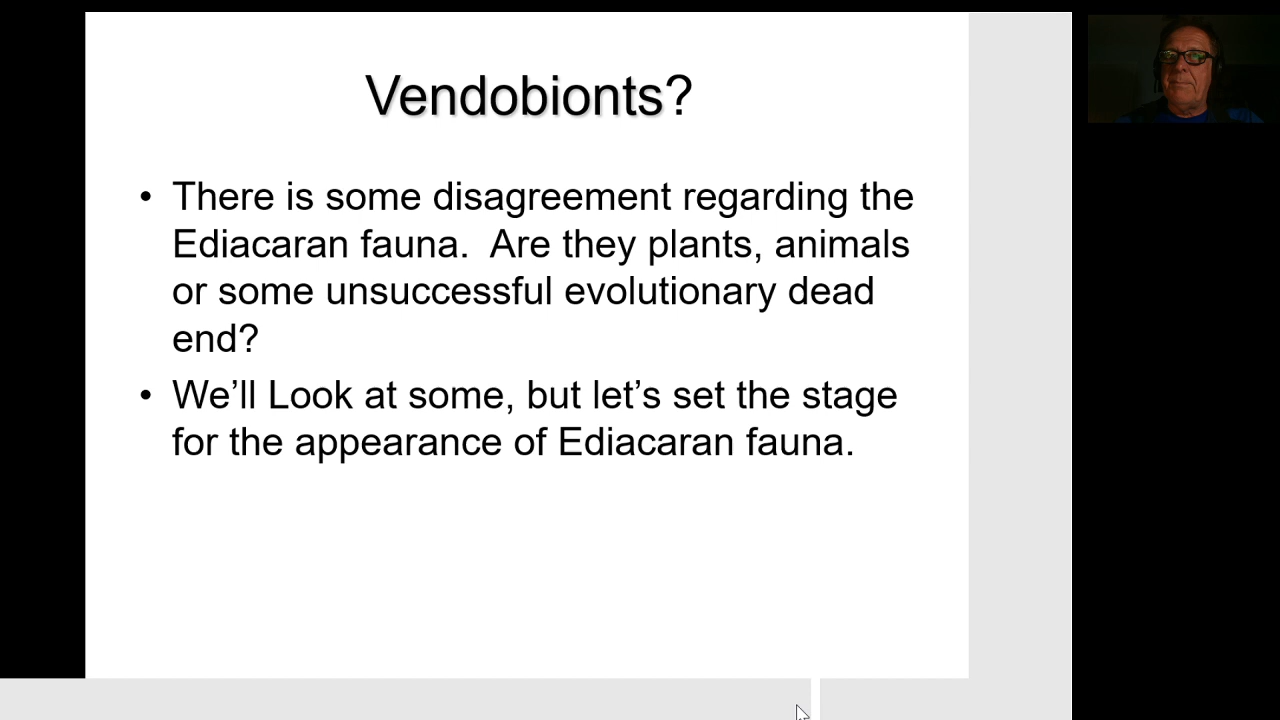 Vendobionts?
• There is some disagreement regarding the
Ediacaran fauna.  Are they plants, animals
or some unsuccessful evolutionary dead
end?
• We’ll Look at some, but let’s set the stage
for the appearance of Ediacaran fauna.